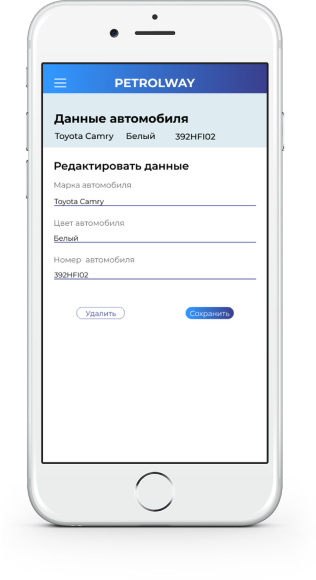 PETROLWAY
Данные автомобиля
Toyota Camry Белый 392HFI02
Редактировать данные
Марка автомобиля
Toyota Camry
Цвет автомобиля
Белый
Номер автомобиля
392HFI02
Удалить Сохранить